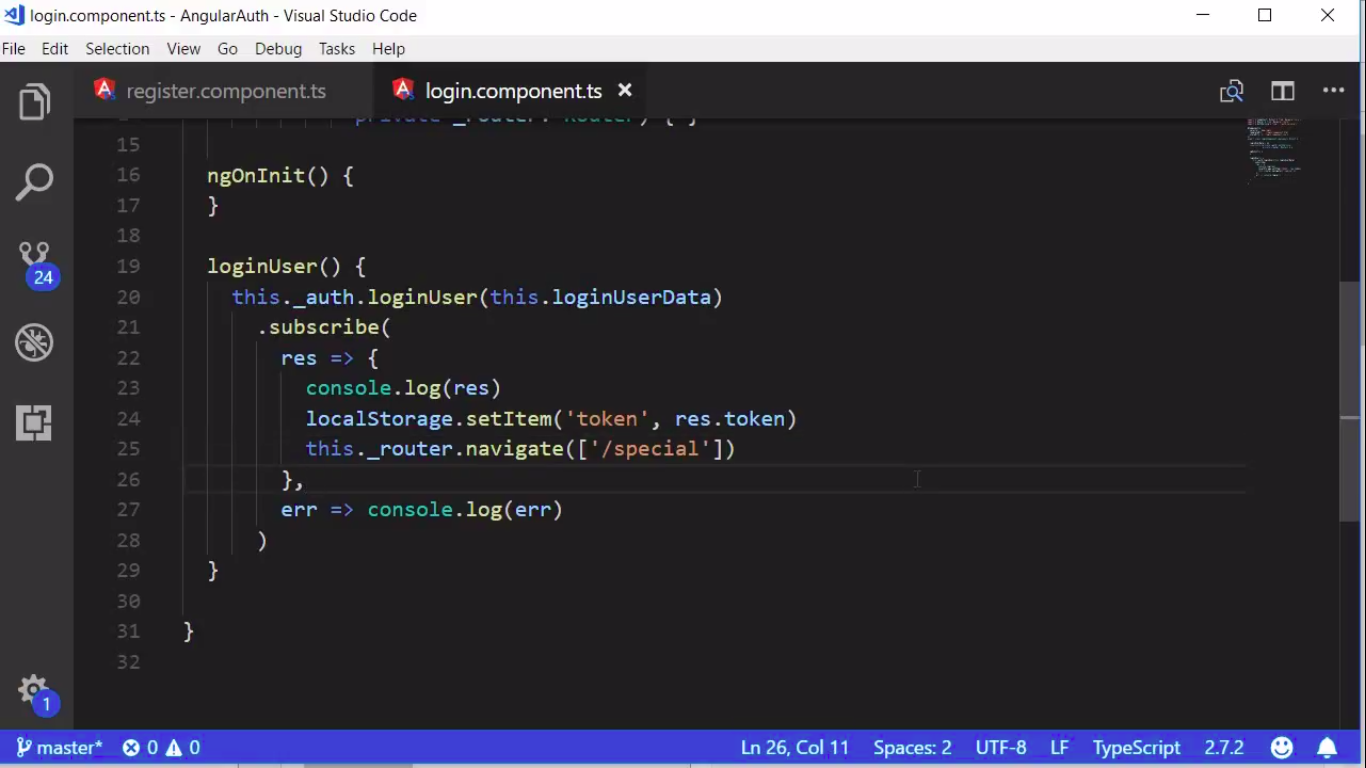 login.component.ts - AngularAuth - Visual Studio Code
File Edit Selection View Go Debug Tasks Help
register.component.ts login.component.ts
private _router: Router) { }
15
16 ngOnInit() {
17 }
18
19 loginUser() {
20 this._auth.loginUser(this.loginUserData)
21 .subscribe(
22 res => {
23 console.log(res)
24 localStorage.setItem('token', res.token)
25 this._router.navigate(['/special'])
26 },
27 err => console.log(err)
28 )
29 }
30
31 }
32
24
1
master* 0 0 Ln 26, Col 11 Spaces: 2 UTF-8 LF TypeScript 2.7.2